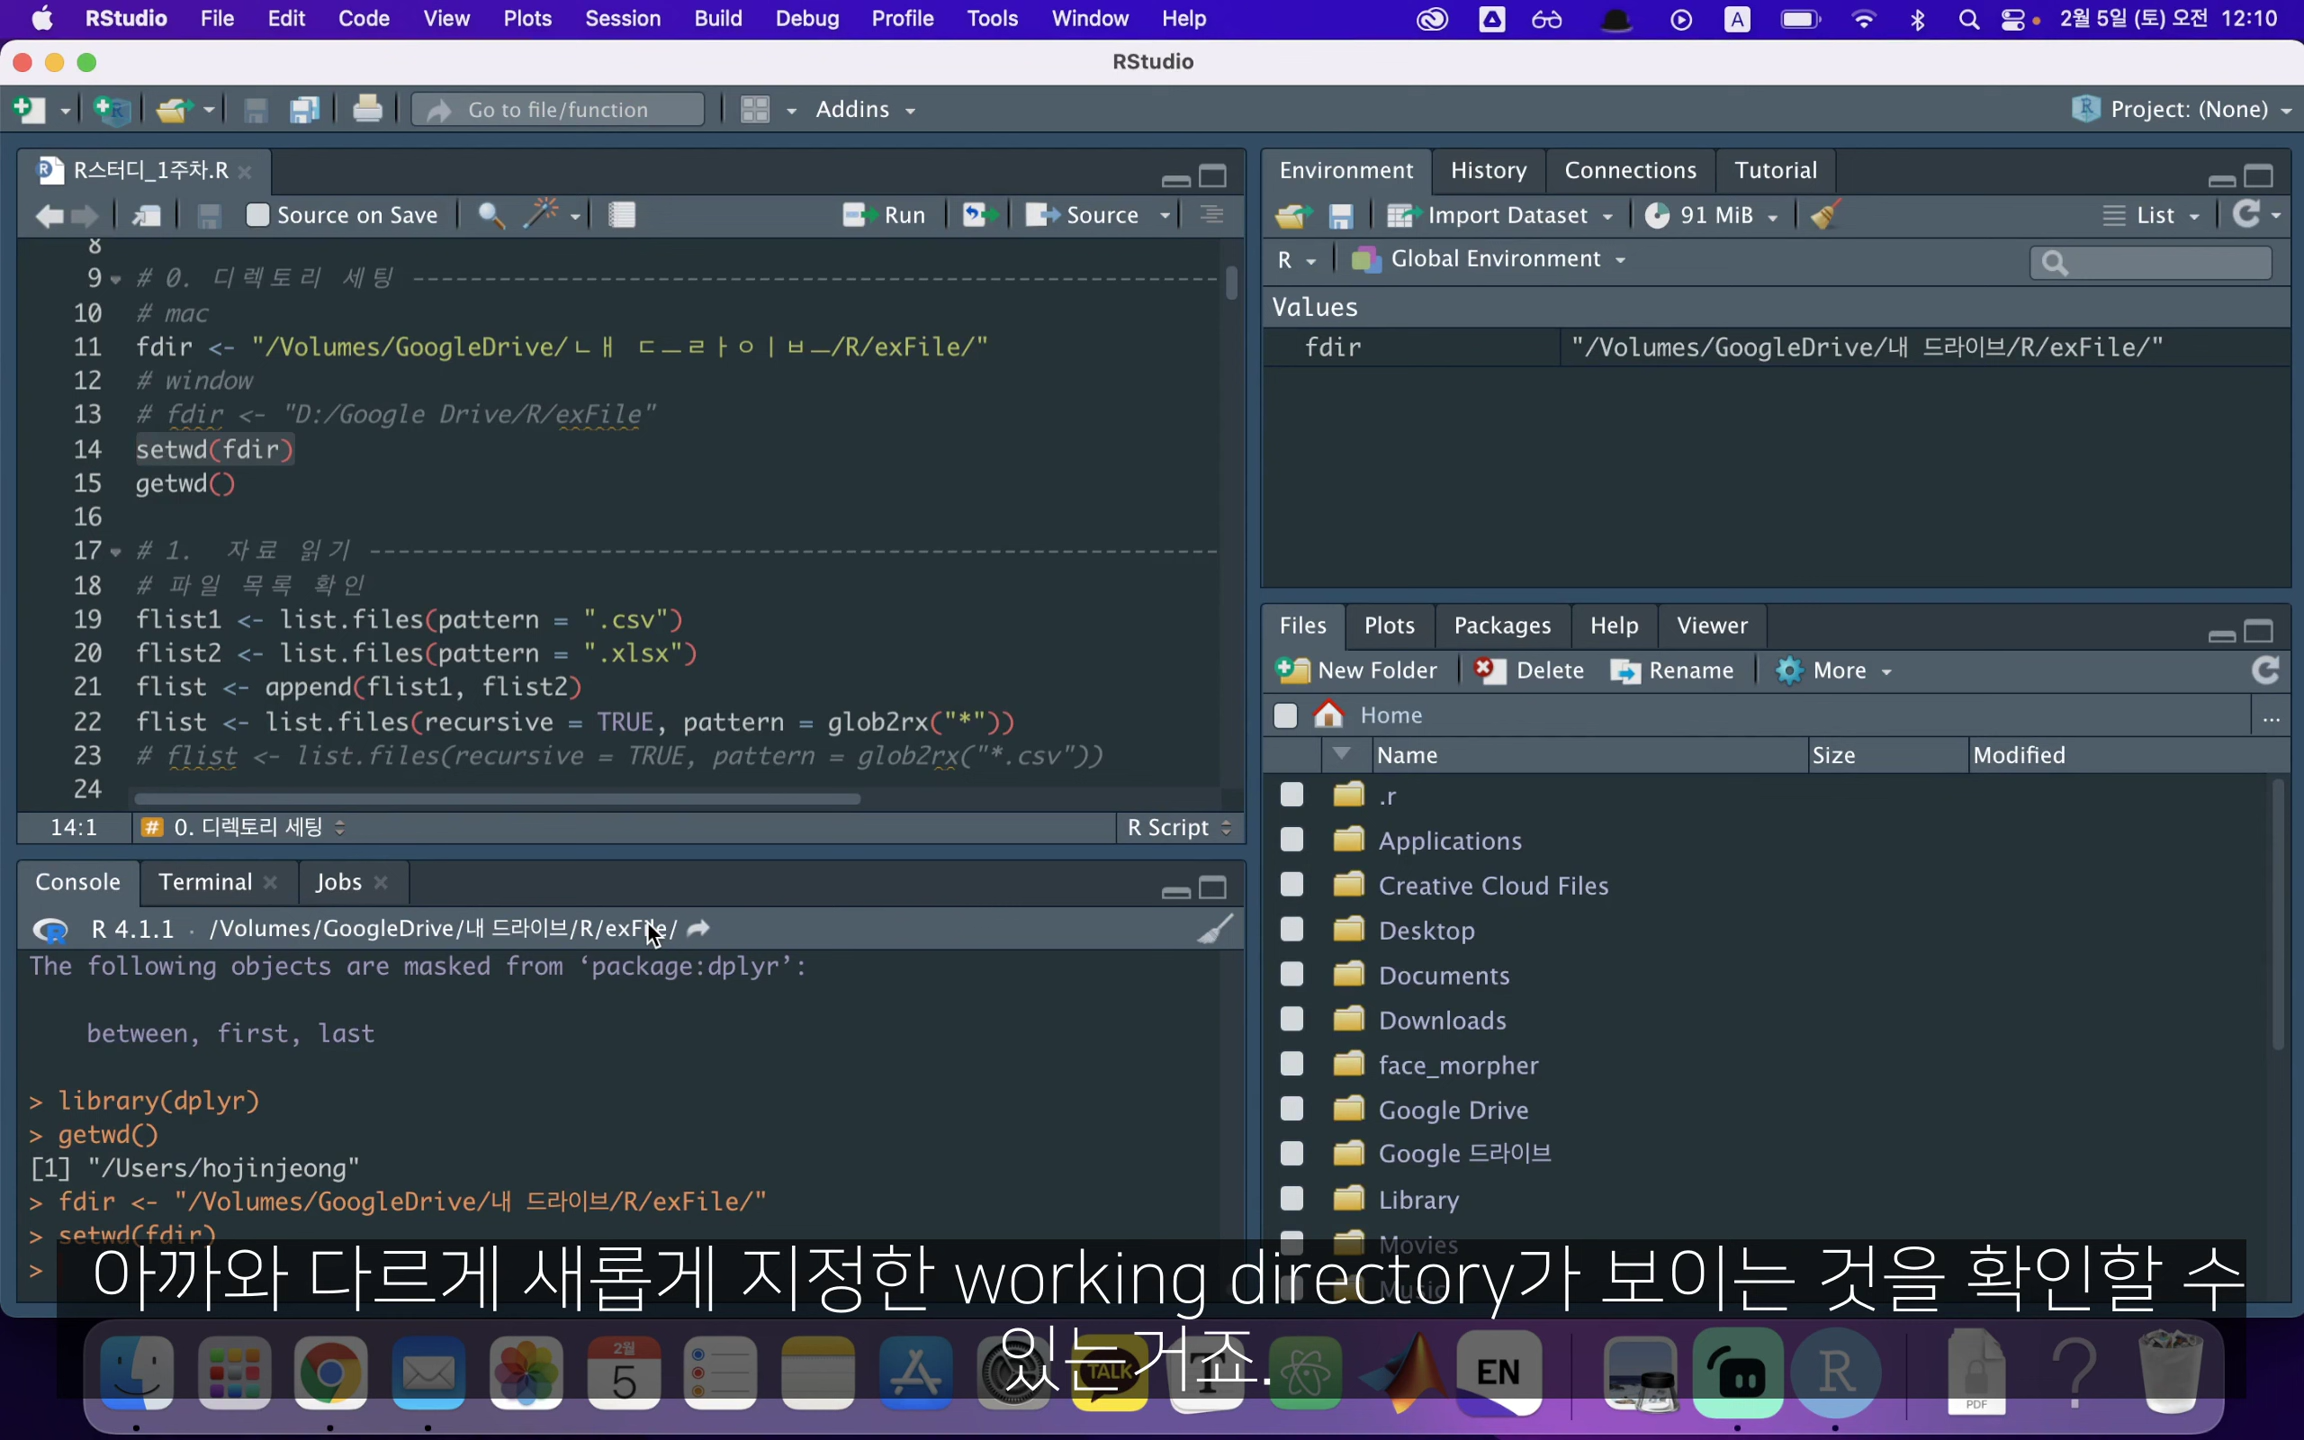 RStudio File Edit Code View Plots Session Build Debug Profile Tools Window Help A 2월 5일 (토) 오전 12:10
RStudio
Go to file/function Addins Project: (None)
R스터디_1주차.R
Source on Save Run Source
8
9 # 0. 디렉토리 세팅 --------------------------------------------------------
10 # mac
11 fdir <- "/Volumes/GoogleDrive/ㄴㅐ ㄷㅡㄹㅏㅇㅣㅂㅡ/R/exFile/"
12 # window
13 # fdir <- "D:/Google Drive/R/exFile"
14 setwd(fdir)
15 getwd()
16
17 # 1. 자료 읽기 -----------------------------------------------------------
18 # 파일 목록 확인
19 flist1 <- list.files(pattern = ".csv")
20 flist2 <- list.files(pattern = ".xlsx")
21 flist <- append(flist1, flist2)
22 flist <- list.files(recursive = TRUE, pattern = glob2rx("*"))
23 # flist <- list.files(recursive = TRUE, pattern = glob2rx("*.csv"))
24
14:1 # 0. 디렉토리 세팅 R Script
Console Terminal Jobs
R 4.1.1 · /Volumes/GoogleDrive/내 드라이브/R/exFile/
The following objects are masked from ‘package:dplyr’:
between, first, last
> library(dplyr)
> getwd()
[1] "/Users/hojinjeong"
> fdir <- "/Volumes/GoogleDrive/내 드라이브/R/exFile/"
> setwd(fdir)
>
Environment History Connections Tutorial
Import Dataset 91 MiB List
R Global Environment
Values
fdir "/Volumes/GoogleDrive/내 드라이브/R/exFile/"
Files Plots Packages Help Viewer
New Folder Delete Rename More
Home ...
Name Size Modified
.r
Applications
Creative Cloud Files
Desktop
Documents
Downloads
face_morpher
Google Drive
Google 드라이브
Library
Movies
Music
아까와 다르게 새롭게 지정한 working directory가 보이는 것을 확인할 수
있는거죠.
2월
5
TALK
T
EN
R
PDF
?